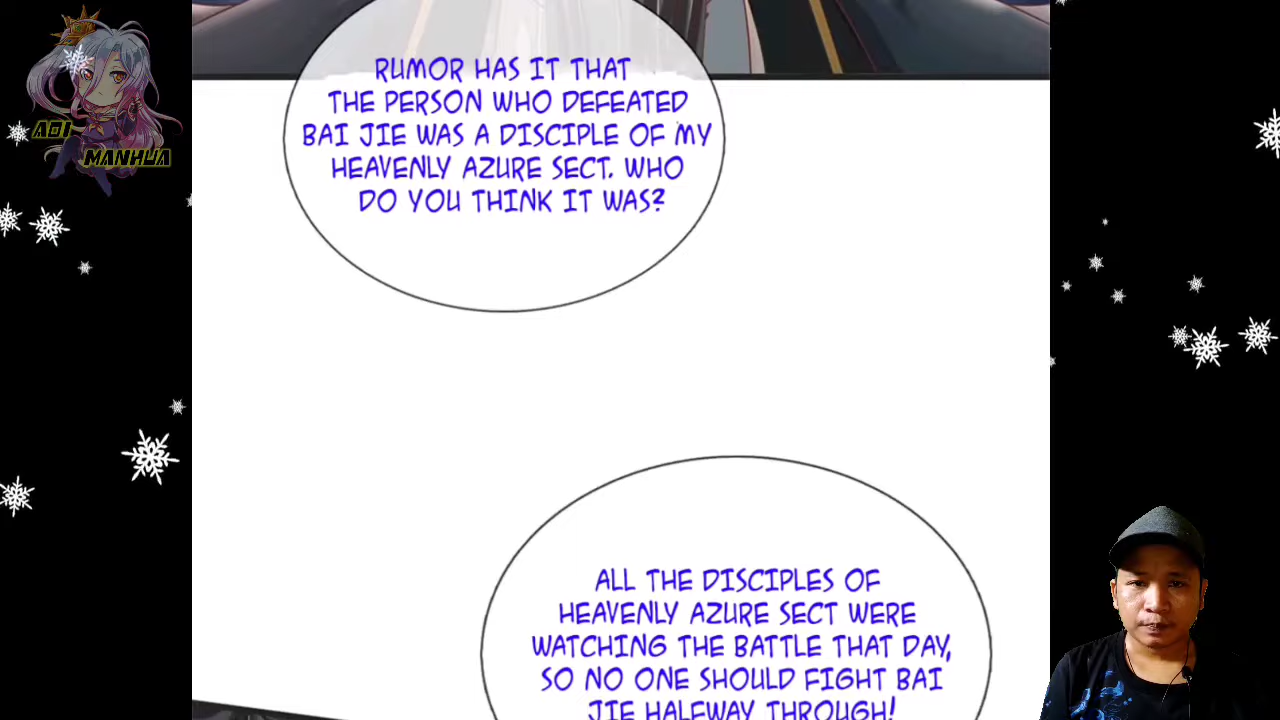 ADI
MANHUA
RUMOR HAS IT THAT
THE PERSON WHO DEFEATED
BAI JIE WAS A DISCIPLE OF MY
HEAVENLY AZURE SECT. WHO
DO YOU THINK IT WAS?
ALL THE DISCIPLES OF
HEAVENLY AZURE SECT WERE
WATCHING THE BATTLE THAT DAY,
SO NO ONE SHOULD FIGHT BAI
JIE HALFWAY THROUGH!